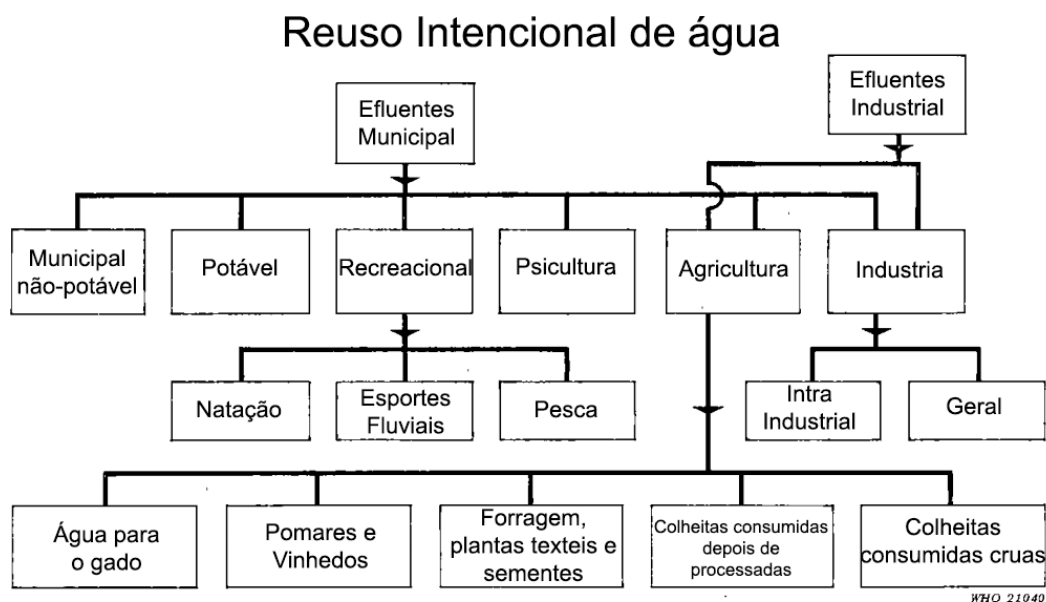 Reuso Intencional de água
Efluentes
Municipal
Efluentes
Industrial
Municipal
não-potável
Potável
Recreacional
Psicultura
Agricultura
Industria
Natação
Esportes
Fluviais
Pesca
Intra
Industrial
Geral
Água para
o gado
Pomares e
Vinhedos
Forragem,
plantas texteis e
sementes
Colheitas consumidas
depois de
processadas
Colheitas
consumidas cruas
WHO 21040